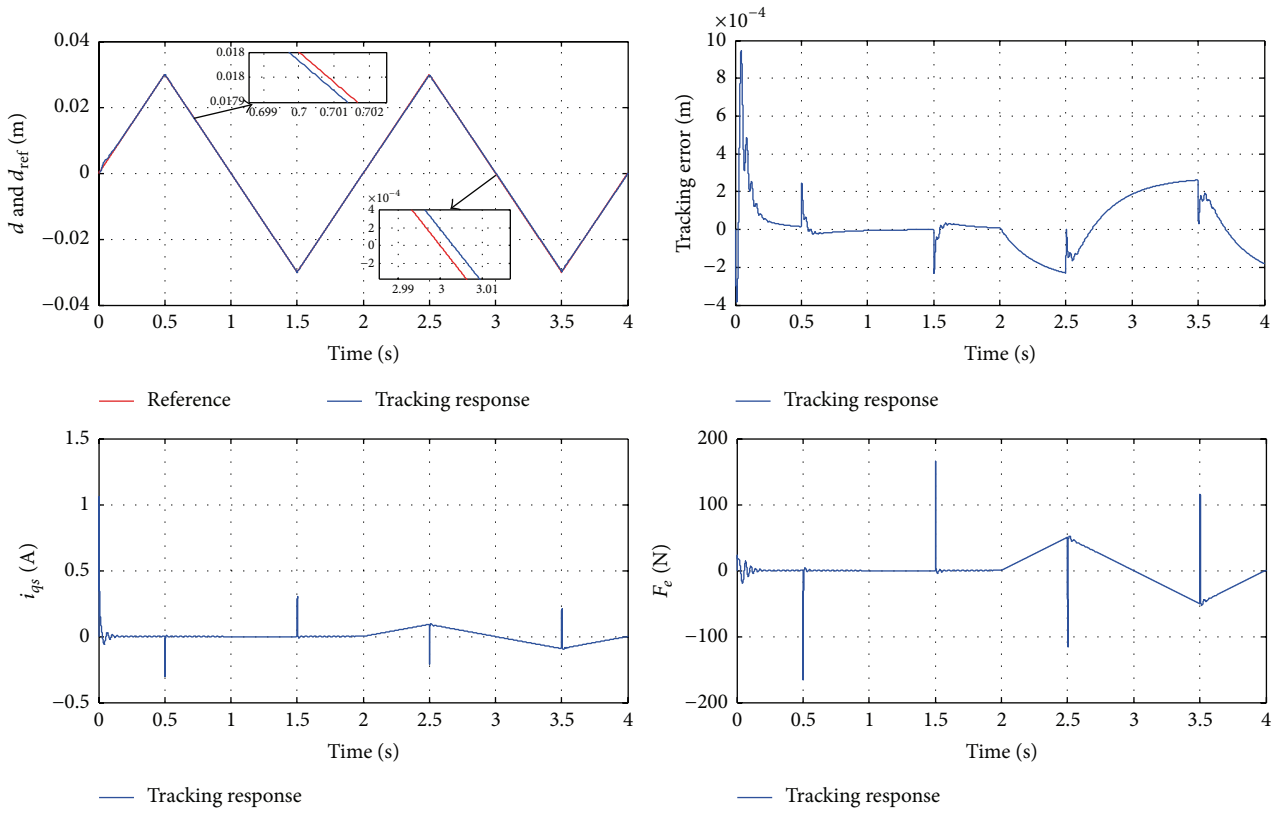 0.04
0.02
0
−0.02
−0.04
d and d_ref (m)
0.018
0.018
0.0179
0.699 0.7 0.701 0.702
×10⁻⁴
4
2
0
−2
2.99 3 3.01
0 0.5 1 1.5 2 2.5 3 3.5 4
Time (s)
Reference
Tracking response
×10⁻⁴
10
8
6
4
2
0
−2
−4
Tracking error (m)
0 0.5 1 1.5 2 2.5 3 3.5 4
Time (s)
Tracking response
1.5
1
0.5
0
−0.5
i_qs (A)
0 0.5 1 1.5 2 2.5 3 3.5 4
Time (s)
Tracking response
200
100
0
−100
−200
F_e (N)
0 0.5 1 1.5 2 2.5 3 3.5 4
Time (s)
Tracking response